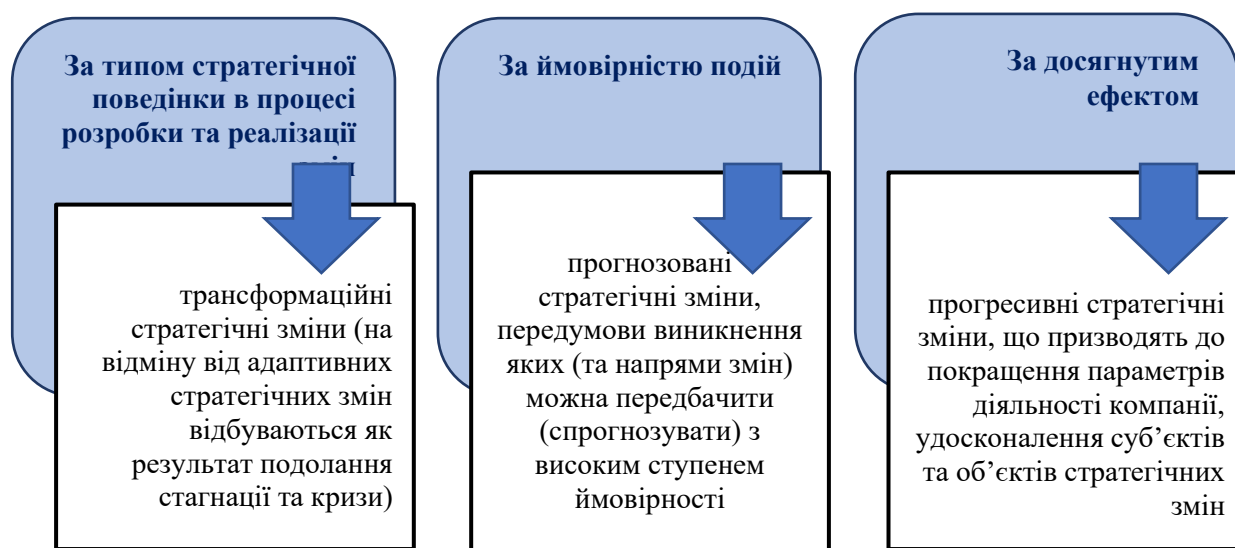 За типом стратегічної
поведінки в процесі
розробки та реалізації
трансформаційні
стратегічні зміни (на
відміну від адаптивних
стратегічних змін
відбуваються як
результат подолання
стагнації та кризи)
За ймовірністю подій
прогнозовані
стратегічні зміни,
передумови виникнення
яких (та напрями змін)
можна передбачити
(спрогнозувати) з
високим ступенем
ймовірності
За досягнутим
ефектом
прогресивні стратегічні
зміни, що призводять до
покращення параметрів
діяльності компанії,
удосконалення суб’єктів
та об’єктів стратегічних
змін